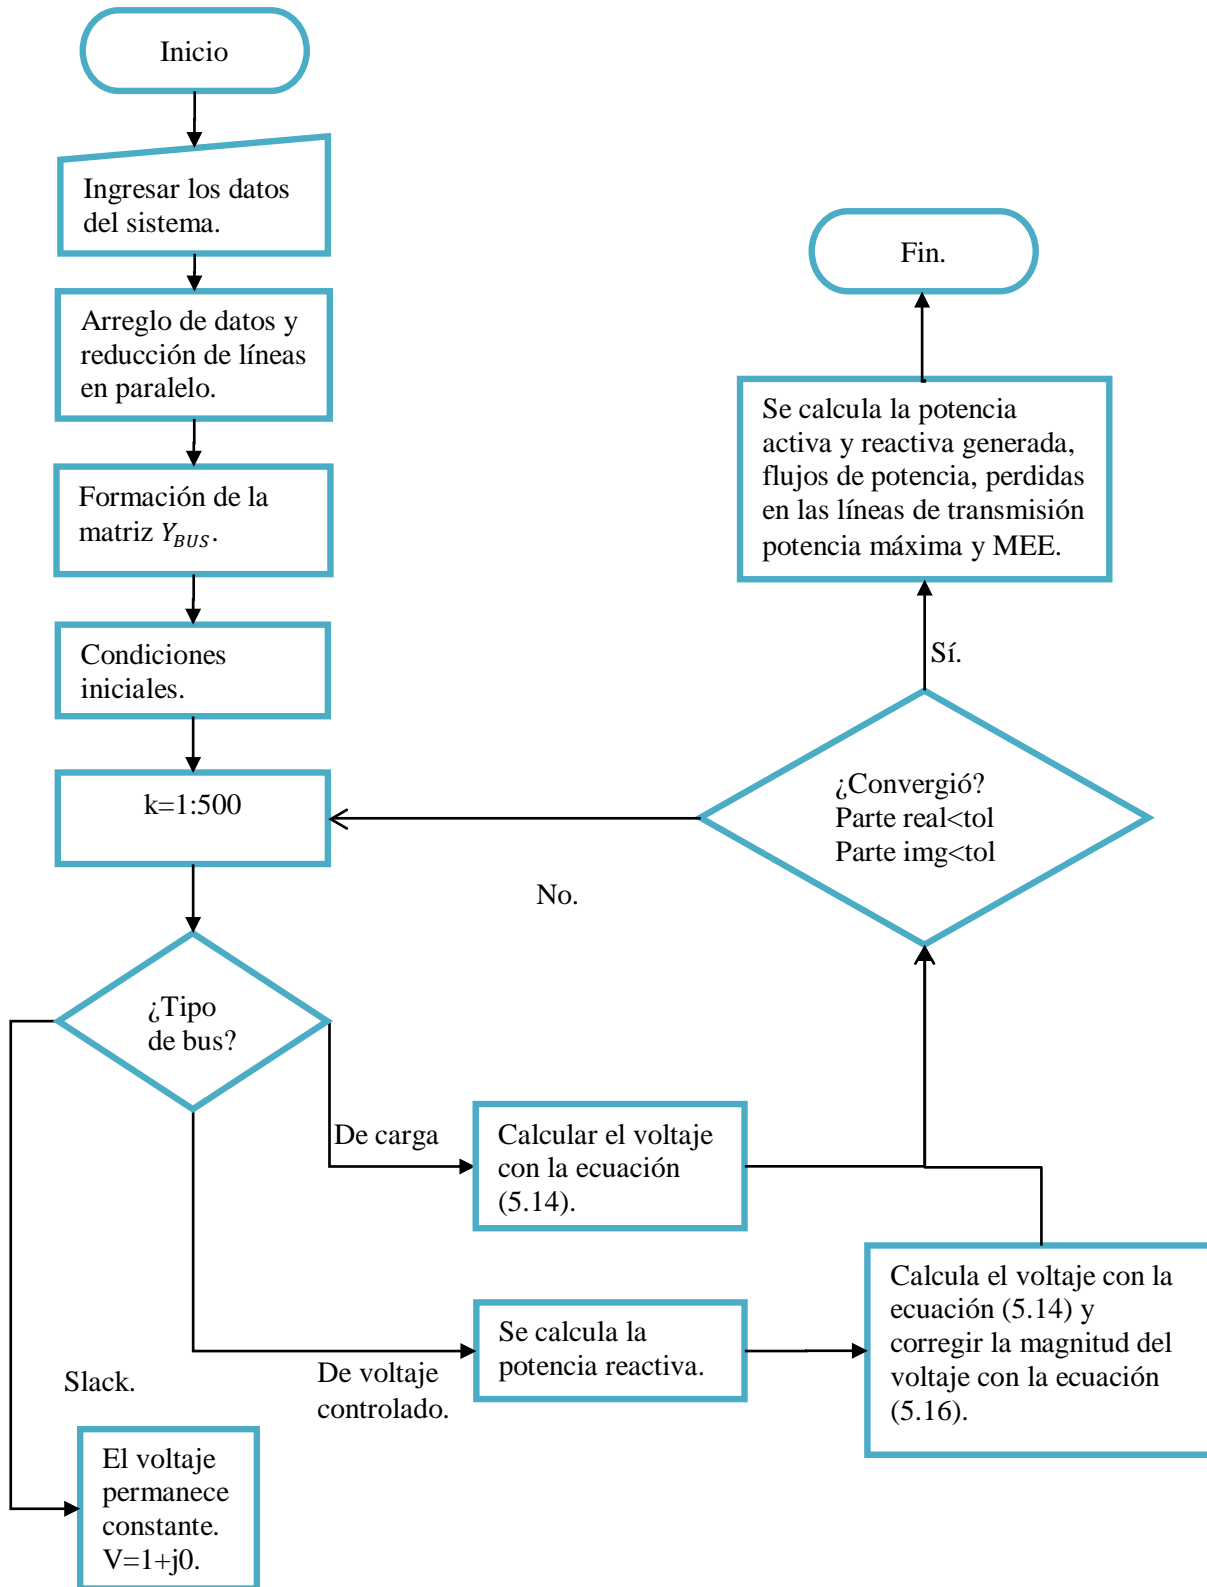 Inicio
Ingresar los datos
del sistema.
Arreglo de datos y
reducción de líneas
en paralelo.
Formación de la
matriz Y_BUS.
Condiciones
iniciales.
k=1:500
¿Tipo
de bus?
Slack.
El voltaje
permanece
constante.
V=1+j0.
De carga
Calcular el voltaje
con la ecuación
(5.14).
De voltaje
controlado.
Se calcula la
potencia reactiva.
Calcula el voltaje con la
ecuación (5.14) y
corregir la magnitud del
voltaje con la ecuación
(5.16).
¿Convergió?
Parte real<tol
Parte img<tol
No.
Sí.
Se calcula la potencia
activa y reactiva generada,
flujos de potencia, perdidas
en las líneas de transmisión
potencia máxima y MEE.
Fin.